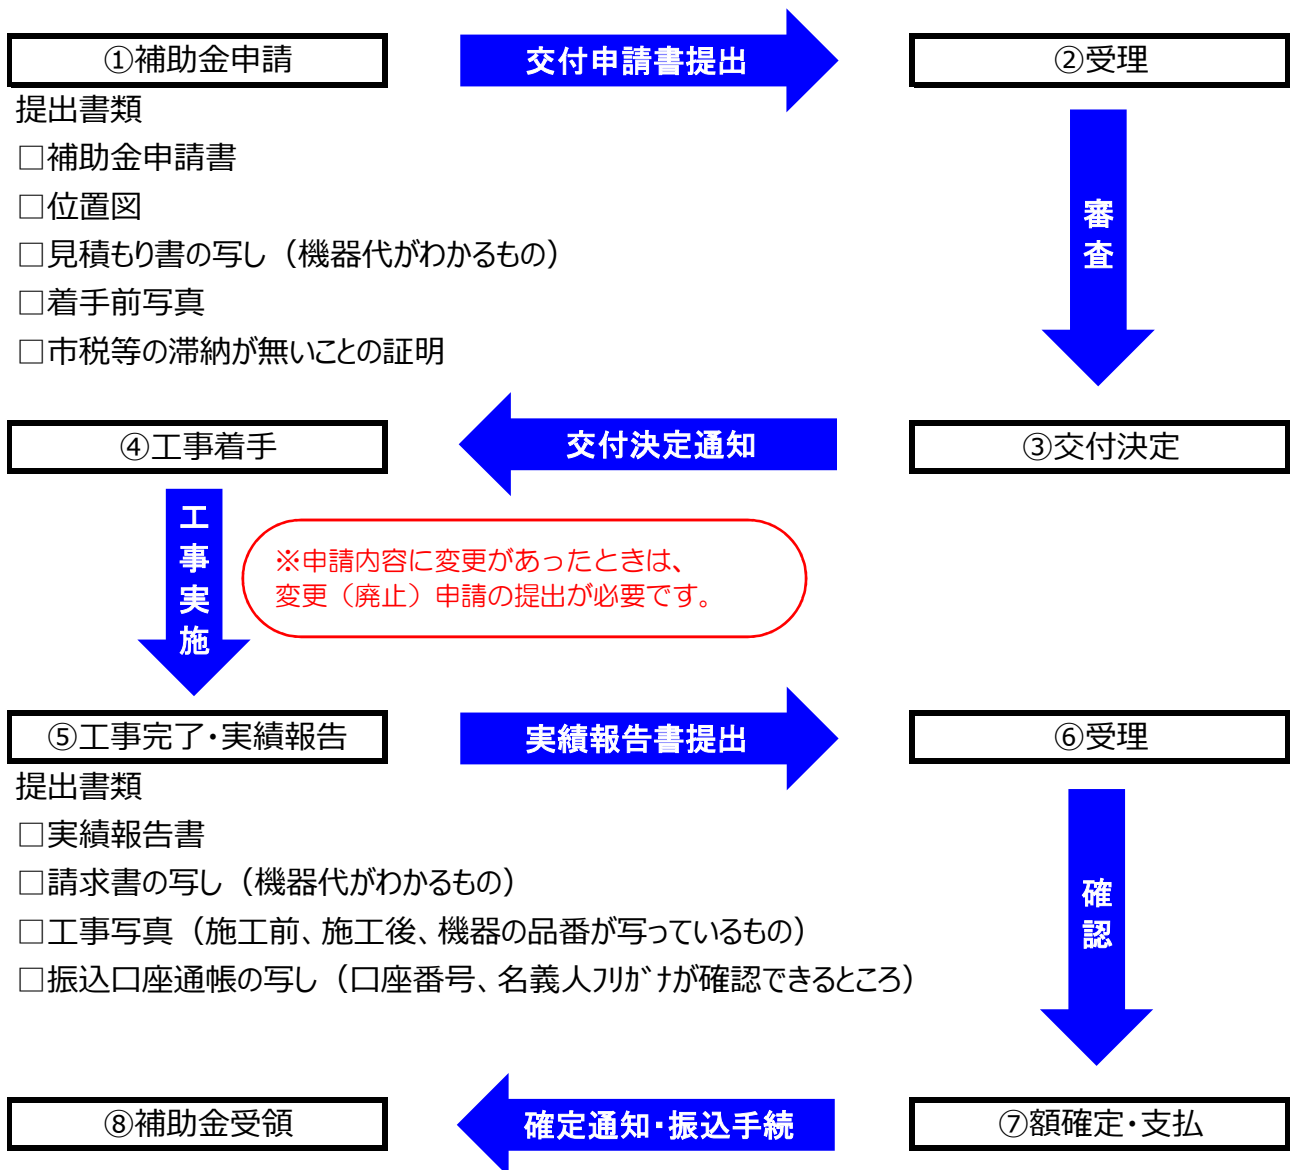 ①補助金申請
交付申請書提出
②受理
提出書類
□補助金申請書
□位置図
□見積もり書の写し（機器代がわかるもの）
□着手前写真
□市税等の滞納が無いことの証明
審査
④工事着手
交付決定通知
③交付決定
工事実施
※申請内容に変更があったときは、
変更（廃止）申請の提出が必要です。
⑤工事完了・実績報告
実績報告書提出
⑥受理
提出書類
□実績報告書
□請求書の写し（機器代がわかるもの）
□工事写真（施工前、施工後、機器の品番が写っているもの）
□振込口座通帳の写し（口座番号、名義人ﾌﾘｶﾞﾅが確認できるところ）
確認
⑧補助金受領
確定通知・振込手続
⑦額確定・支払